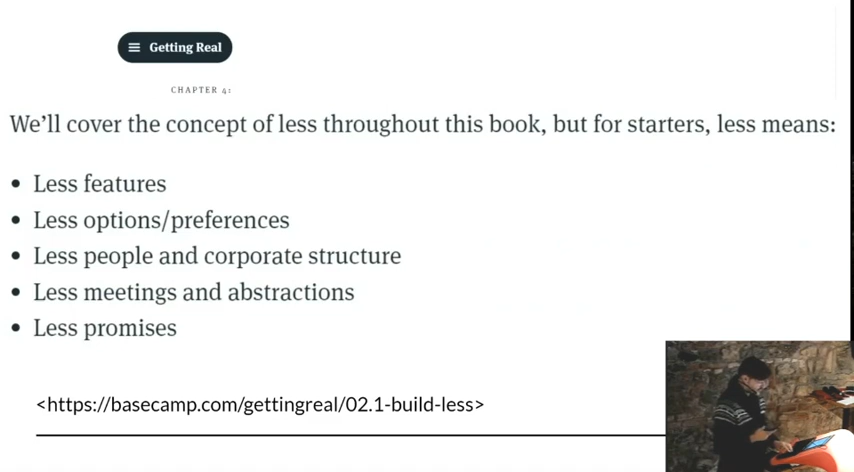 Getting Real
CHAPTER 4:
We’ll cover the concept of less throughout this book, but for starters, less means:
• Less features
• Less options/preferences
• Less people and corporate structure
• Less meetings and abstractions
• Less promises
<https://basecamp.com/gettingreal/02.1-build-less>